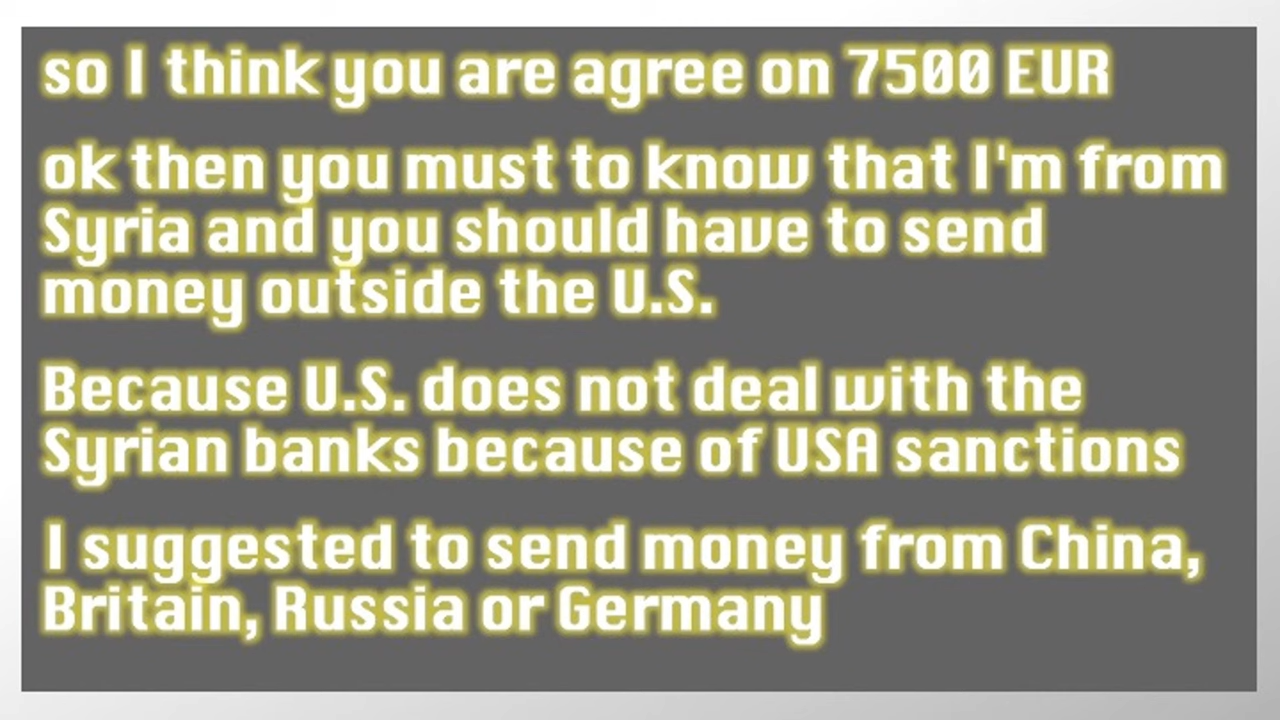 so I think you are agree on 7500 EUR
ok then you must to know that I'm from
Syria and you should have to send
money outside the U.S.
Because U.S. does not deal with the
Syrian banks because of USA sanctions
I suggested to send money from China,
Britain, Russia or Germany